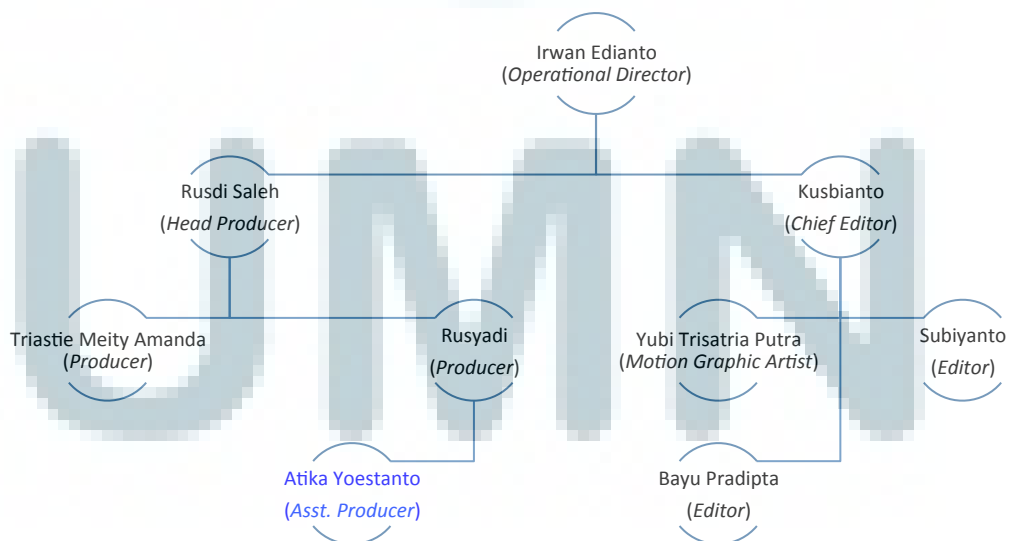 Irwan Edianto
(Operational Director)
Rusdi Saleh
(Head Producer)
Kusbianto
(Chief Editor)
Triastie Meity Amanda
(Producer)
Rusyadi
(Producer)
Yubi Trisatria Putra
(Motion Graphic Artist)
Subiyanto
(Editor)
Atika Yoestanto
(Asst. Producer)
Bayu Pradipta
(Editor)
UMN